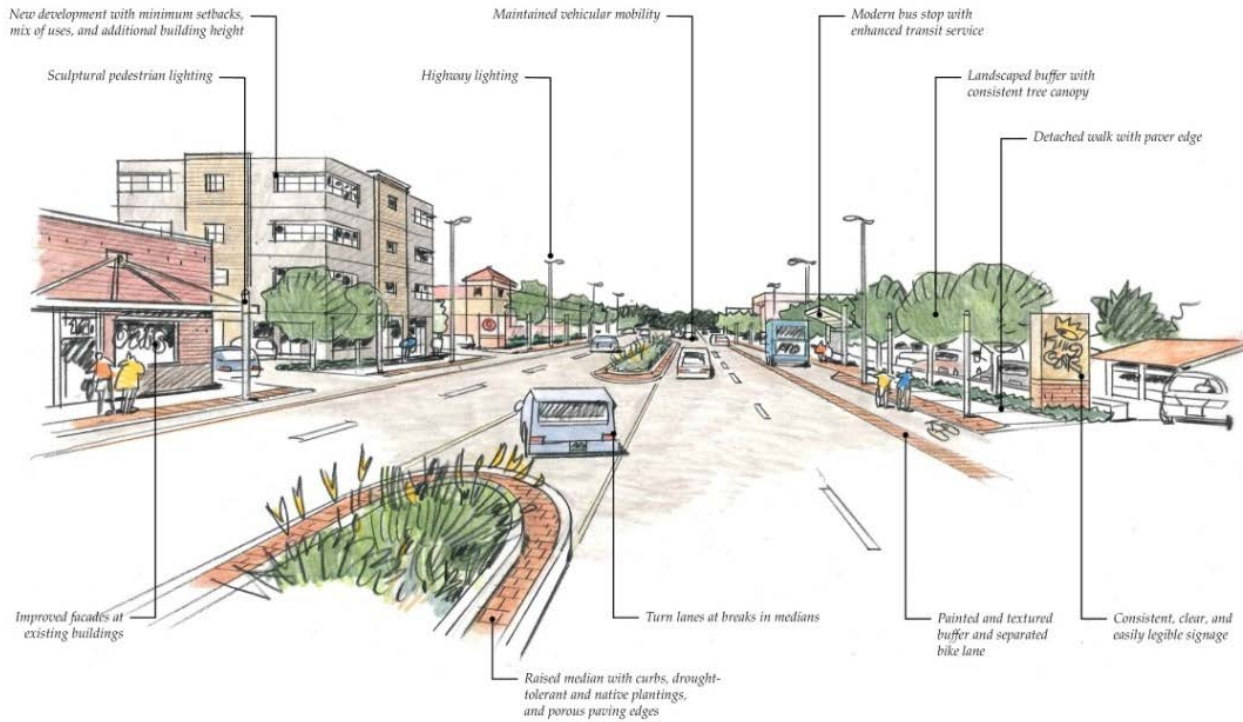 New development with minimum setbacks,
mix of uses, and additional building height
Maintained vehicular mobility
Modern bus stop with
enhanced transit service
Sculptural pedestrian lighting
Highway lighting
Landscaped buffer with
consistent tree canopy
Detached walk with paver edge
Improved facades at
existing buildings
Turn lanes at breaks in medians
Painted and textured
buffer and separated
bike lane
Consistent, clear, and
easily legible signage
Raised median with curbs, drought-
tolerant and native plantings,
and porous paving edges